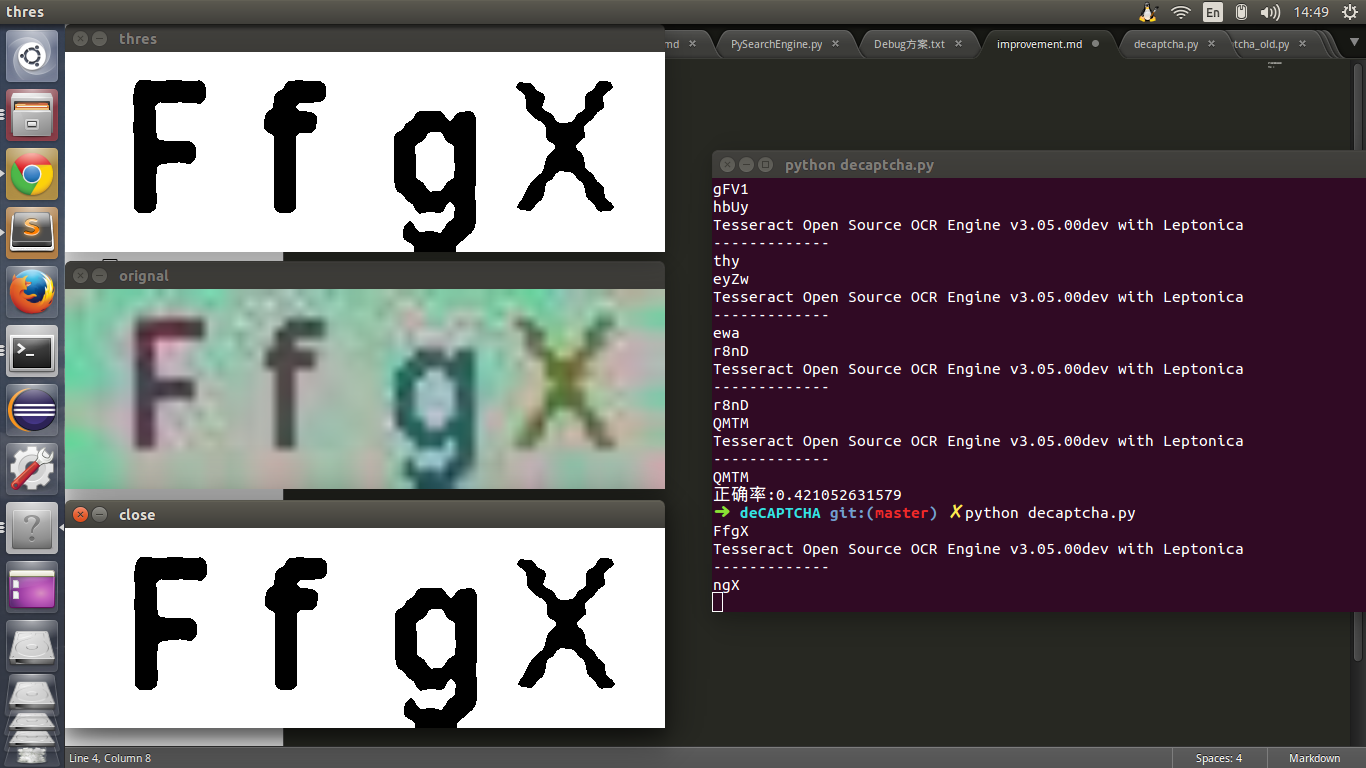 thres
En
14:49
thres
md
PySearchEngine.py
Debug方案.txt
improvement.md
decaptcha.py
tcha_old.py
F f g X
orignal
F f g X
close
F f g X
python decaptcha.py
gFV1
hbUy
Tesseract Open Source OCR Engine v3.05.00dev with Leptonica
-------------
thy
eyZw
Tesseract Open Source OCR Engine v3.05.00dev with Leptonica
-------------
ewa
r8nD
Tesseract Open Source OCR Engine v3.05.00dev with Leptonica
-------------
r8nD
QMTM
Tesseract Open Source OCR Engine v3.05.00dev with Leptonica
-------------
QMTM
正确率:0.421052631579
➜ deCAPTCHA git:(master) ✗python decaptcha.py
FfgX
Tesseract Open Source OCR Engine v3.05.00dev with Leptonica
-------------
ngX
Line 4, Column 8
Spaces: 4
Markdown